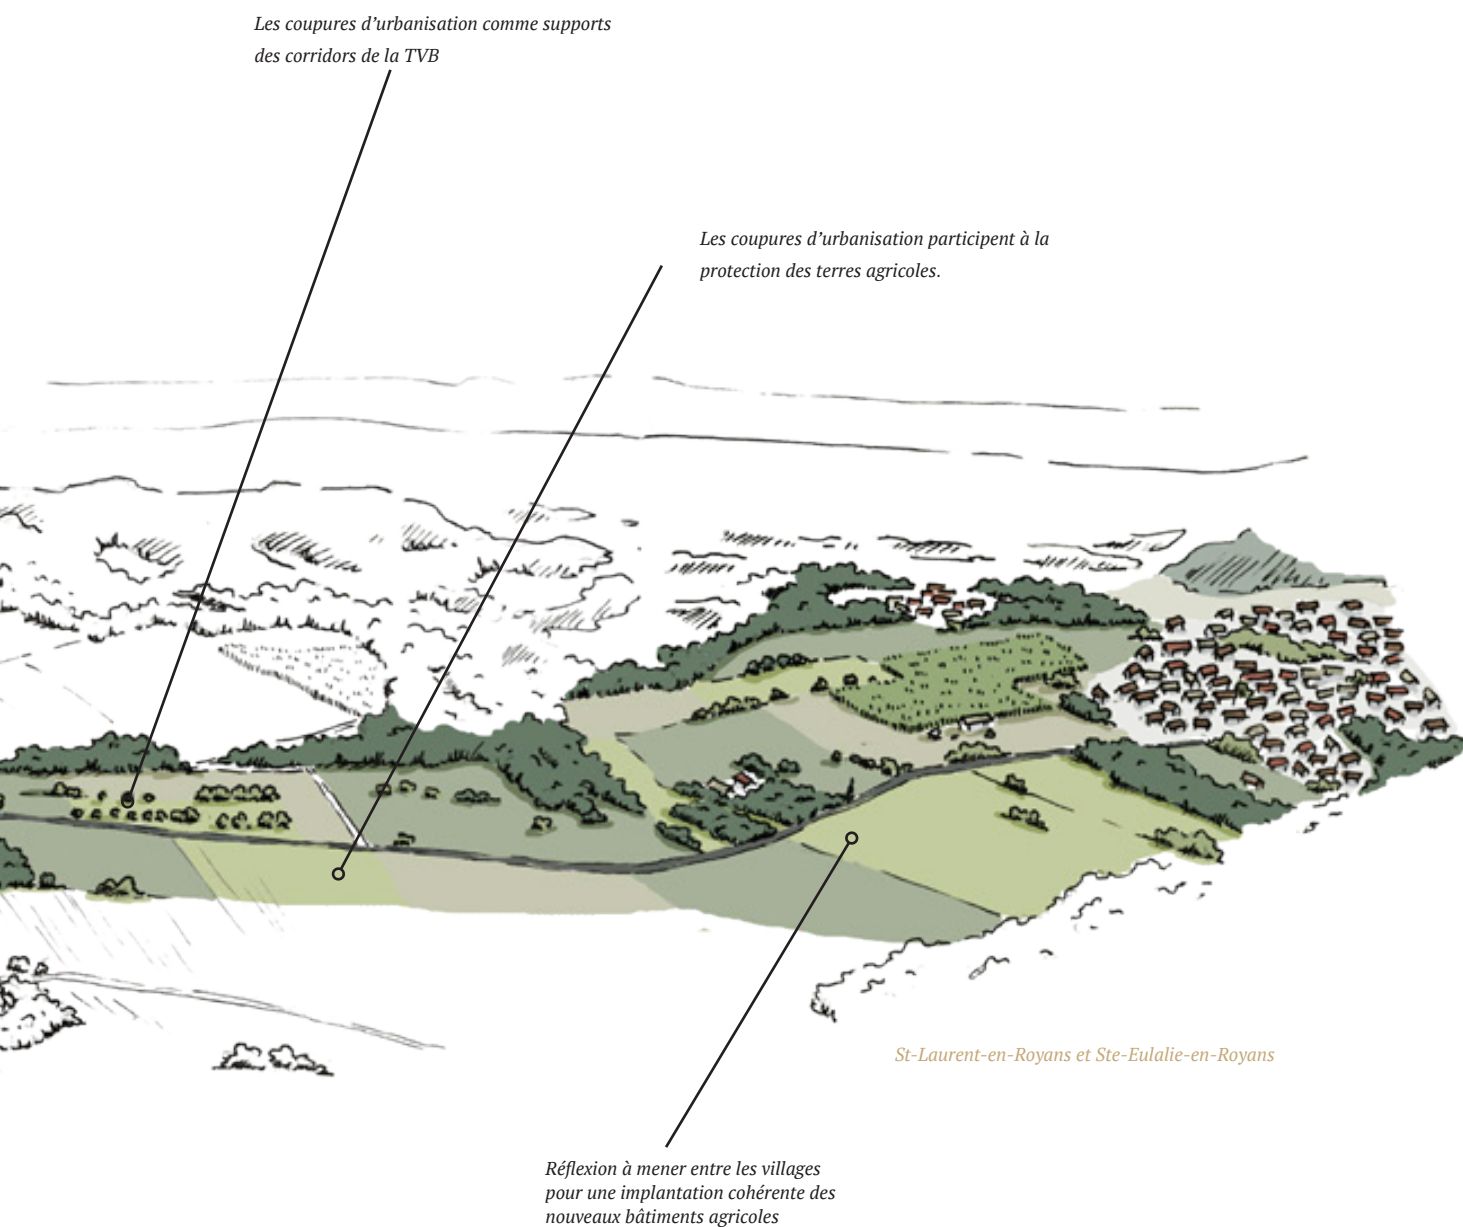 Les coupures d’urbanisation comme supports
des corridors de la TVB
Les coupures d’urbanisation participent à la
protection des terres agricoles.
St-Laurent-en-Royans et Ste-Eulalie-en-Royans
Réflexion à mener entre les villages
pour une implantation cohérente des
nouveaux bâtiments agricoles